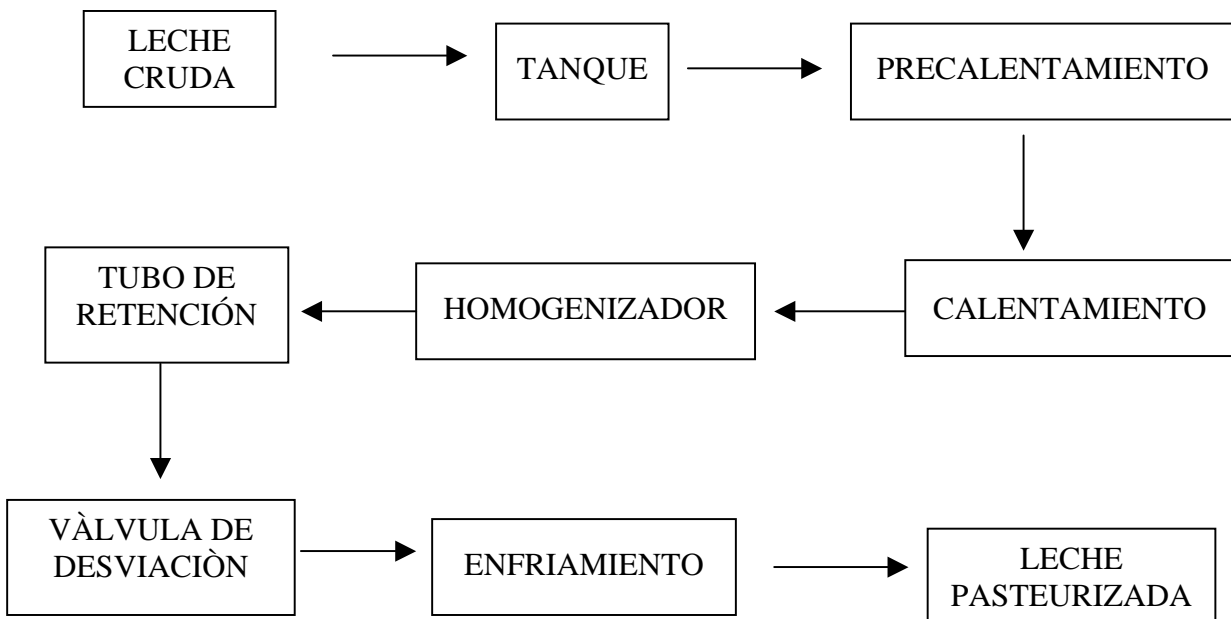 LECHE
CRUDA
TANQUE
PRECALENTAMIENTO
CALENTAMIENTO
HOMOGENIZADOR
TUBO DE
RETENCIÓN
VÀLVULA DE
DESVIACIÒN
ENFRIAMIENTO
LECHE
PASTEURIZADA